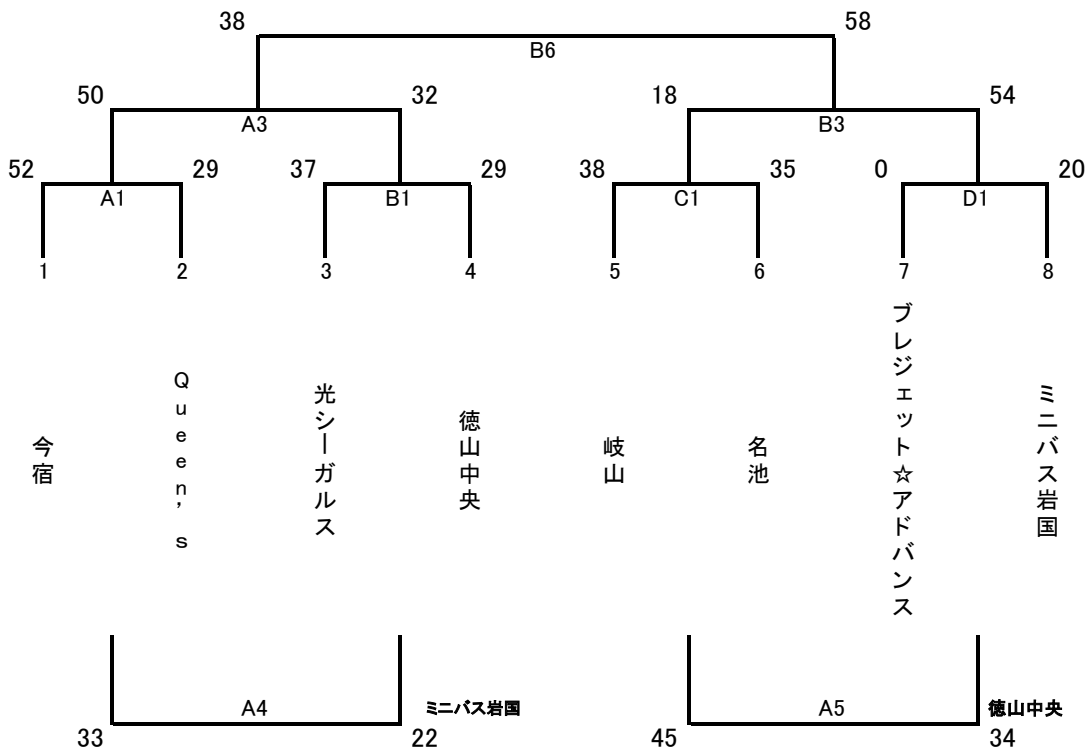 38 58
B6
50 32 18 54
A3 B3
52 29 37 29 38 35 0 20
A1 B1 C1 D1
1 2 3 4 5 6 7 8
今宿
Queen's
光シーガルス
徳山中央
岐山
名池
ブレジェット☆アドバンス
ミニバス岩国
A4 ミニバス岩国 A5 徳山中央
33 22 45 34